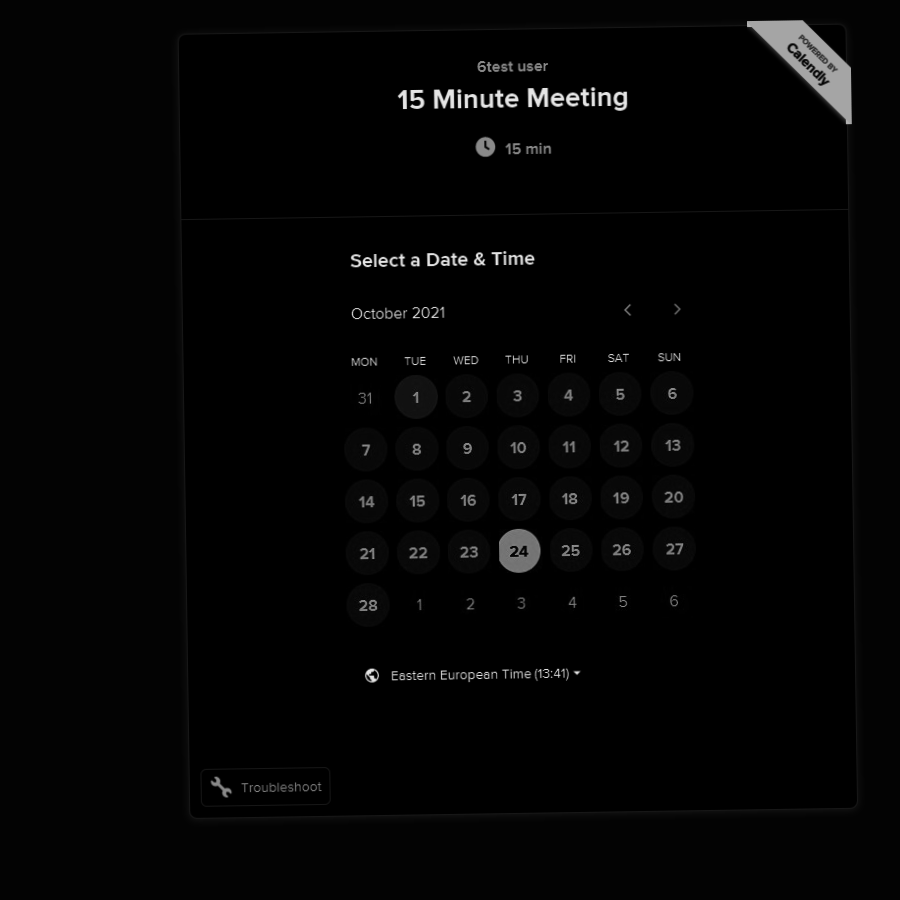 POWERED BY
Calendly
6test user
15 Minute Meeting
15 min
Select a Date & Time
October 2021
MON TUE WED THU FRI SAT SUN
31 1 2 3 4 5 6
7 8 9 10 11 12 13
14 15 16 17 18 19 20
21 22 23 24 25 26 27
28 1 2 3 4 5 6
Eastern European Time (13:41)
Troubleshoot